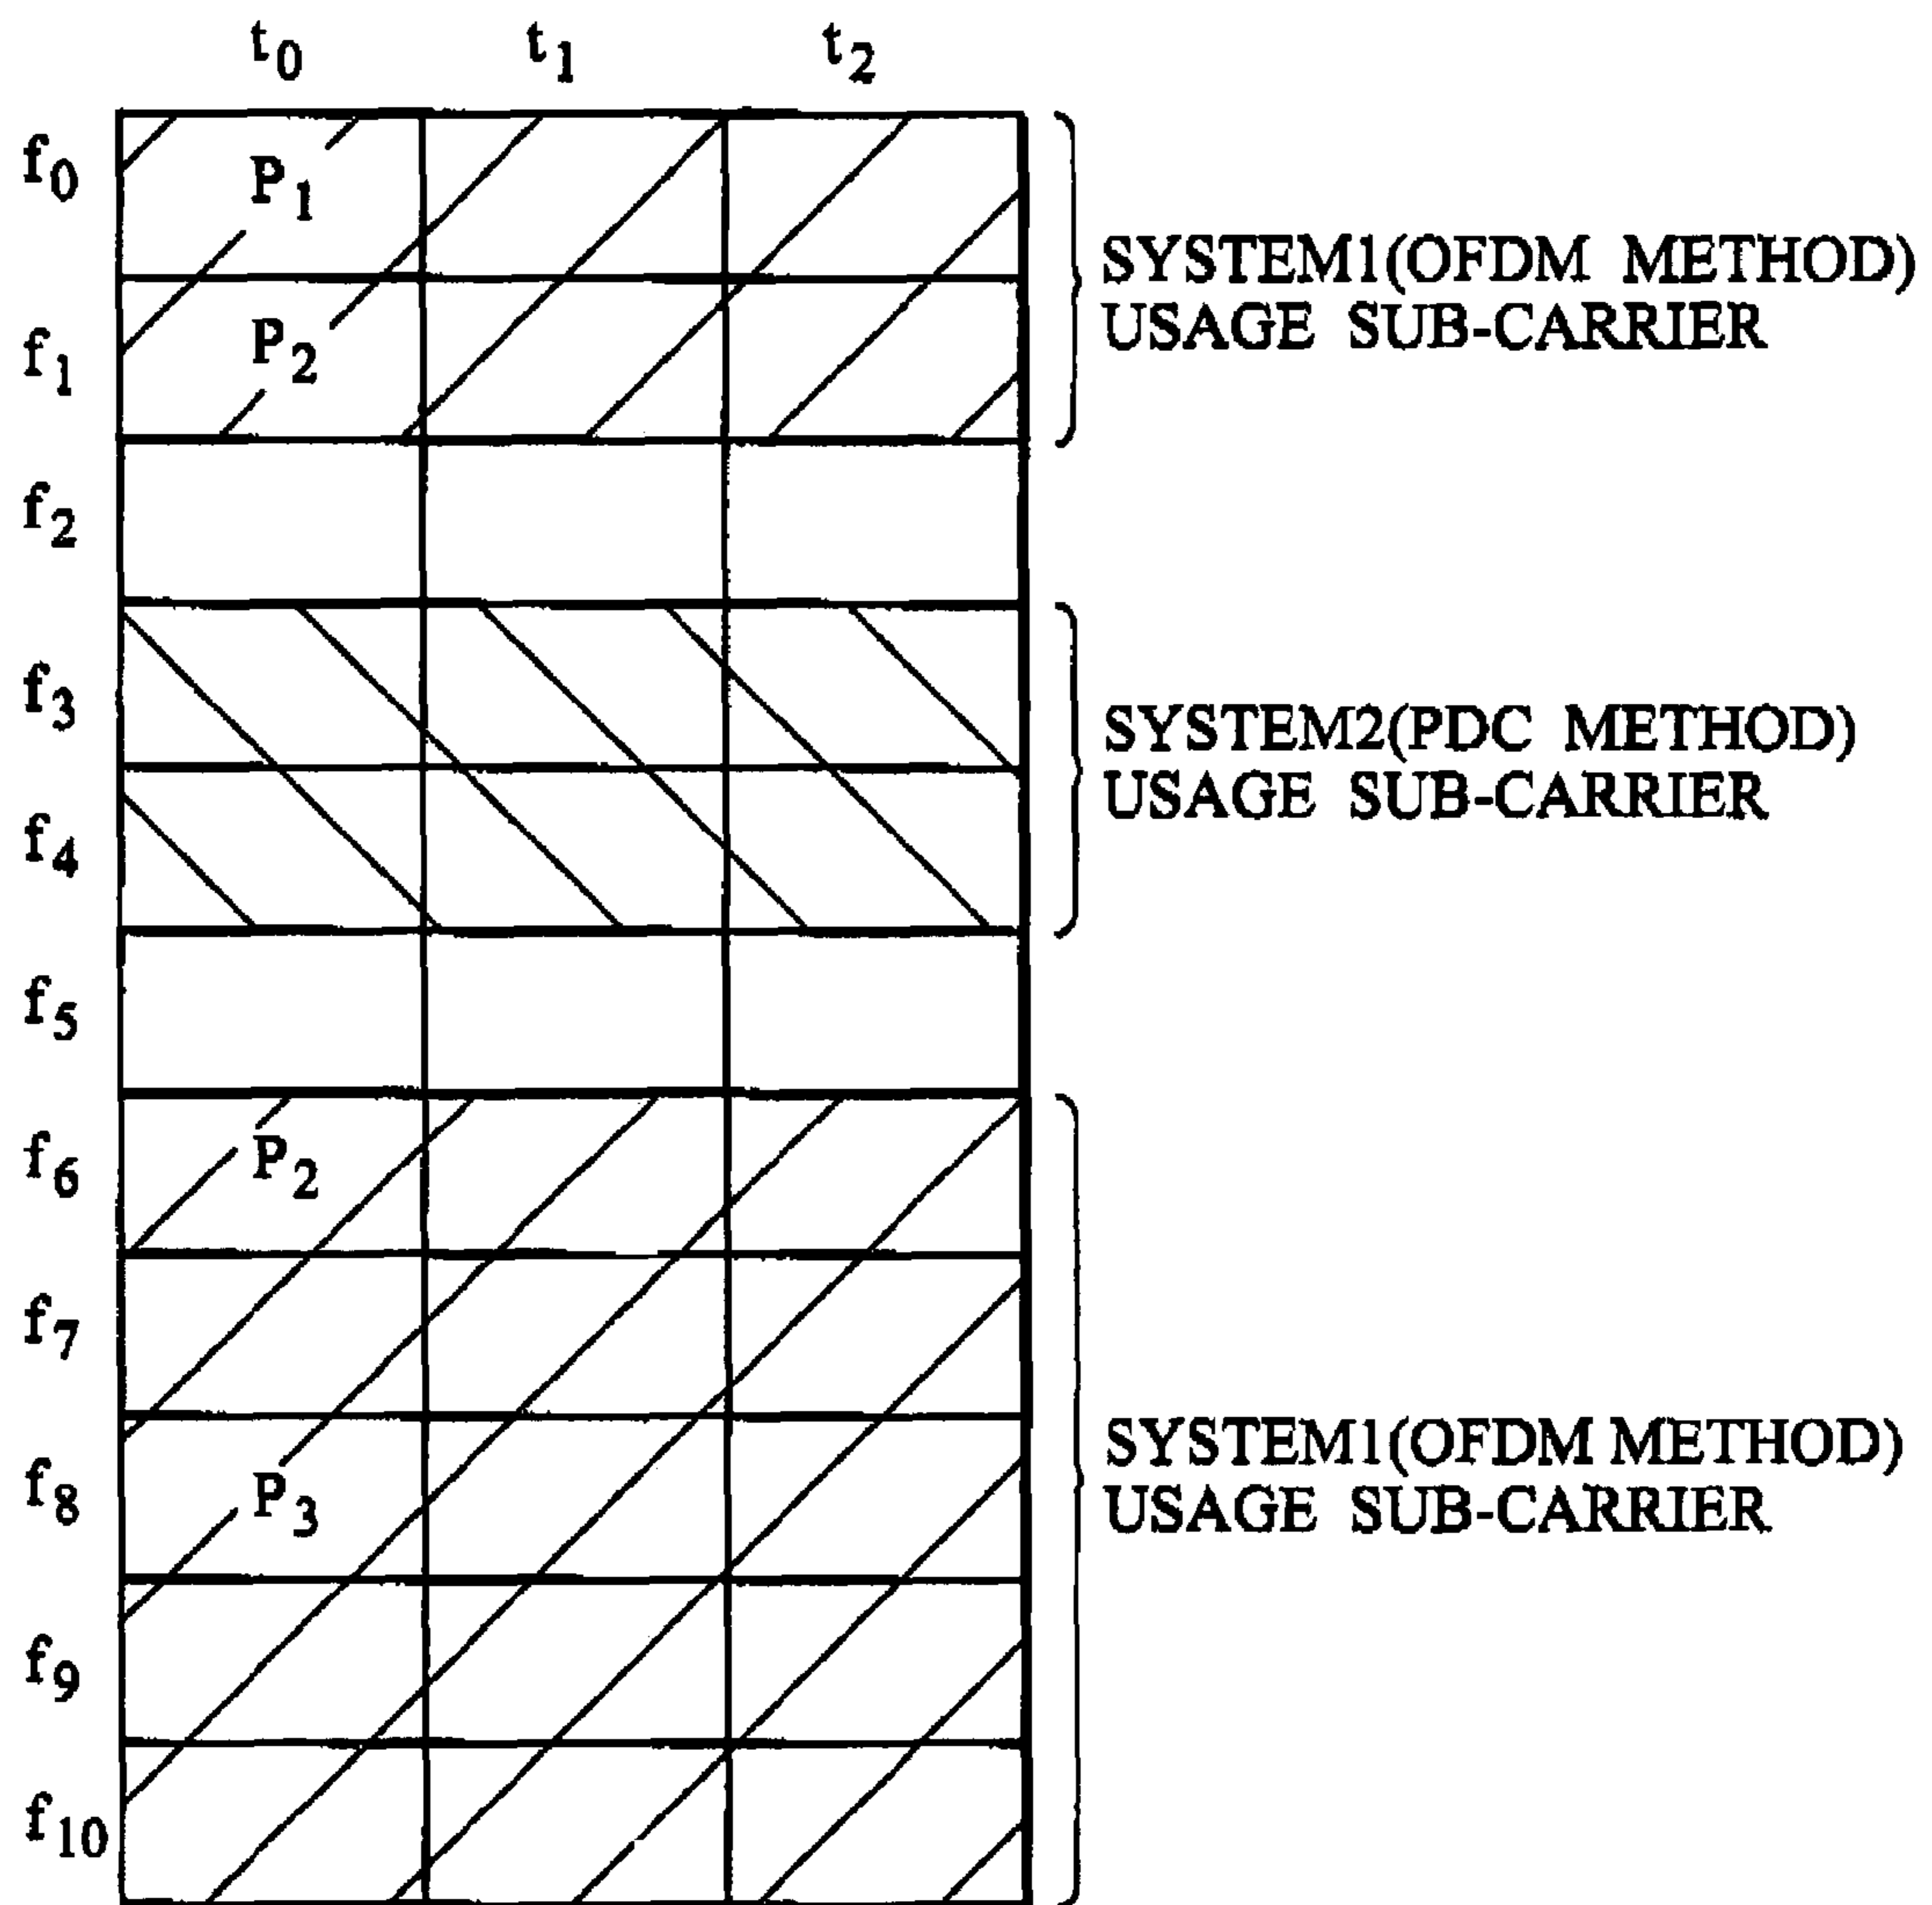 t0 t1 t2
f0 P1
SYSTEM1(OFDM METHOD)
USAGE SUB-CARRIER
f1 P2
f2
f3
SYSTEM2(PDC METHOD)
USAGE SUB-CARRIER
f4
f5
f6 P2
f7
SYSTEM1(OFDM METHOD)
USAGE SUB-CARRIER
f8 P3
f9
f10